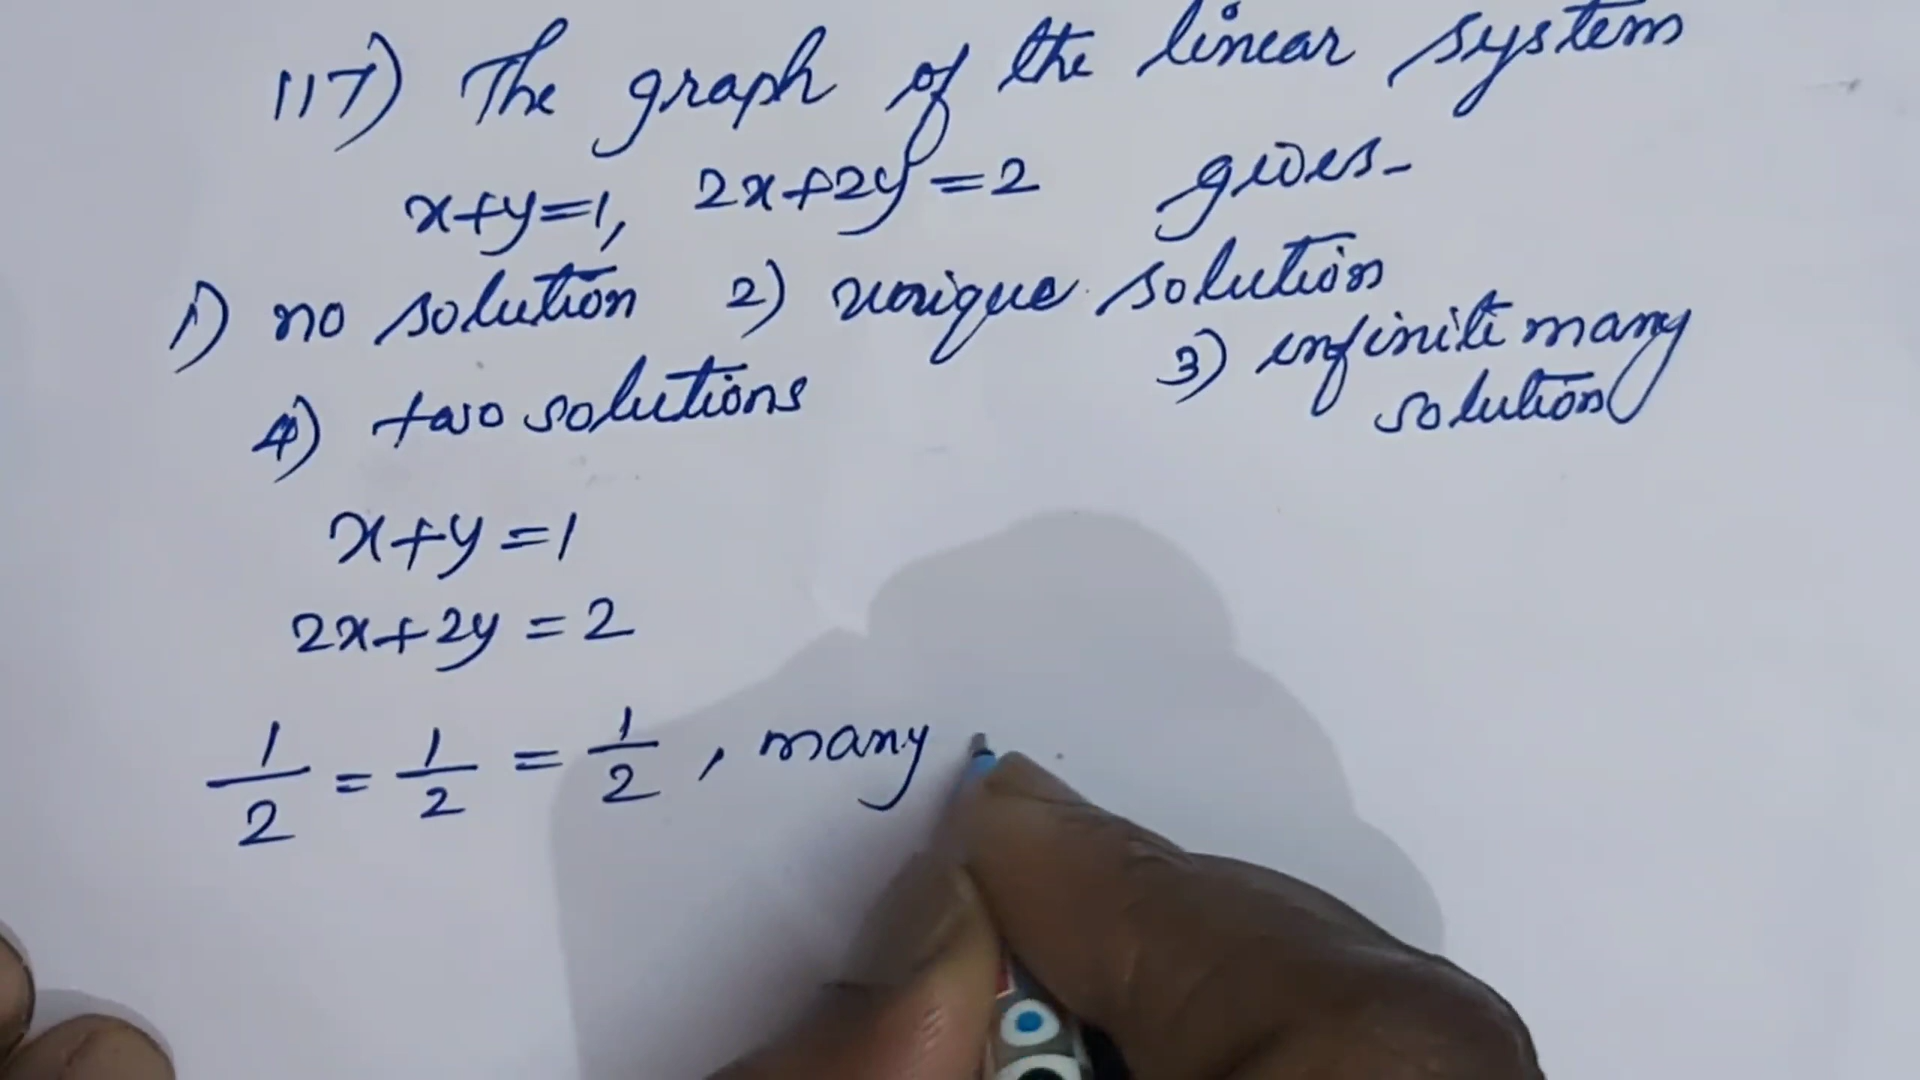 117) The graph of the linear system
x+y=1, 2x+2y=2 gives-
1) no solution 2) unique solution
3) infinite many
solution
4) two solutions
x+y=1
2x+2y=2
1/2 = 1/2 = 1/2, many